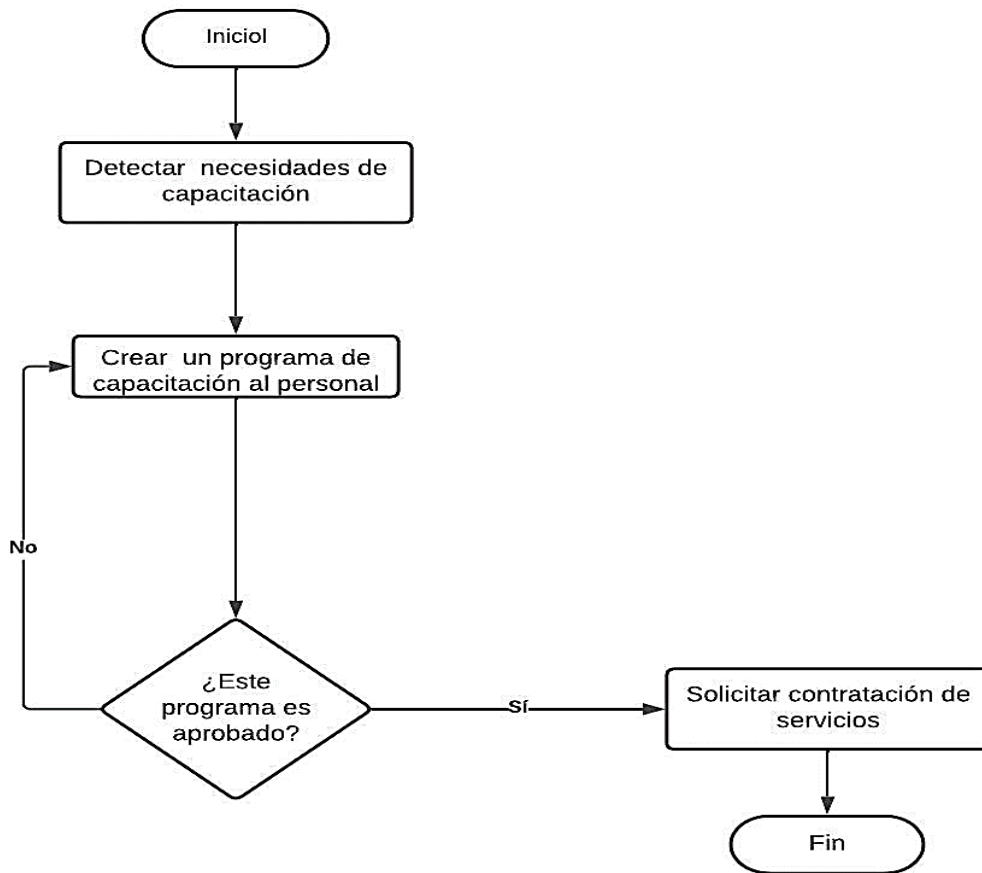 Iniciol
Detectar necesidades de
capacitación
Crear un programa de
capacitación al personal
No
¿Este
programa es
aprobado?
Sí
Solicitar contratación de
servicios
Fin